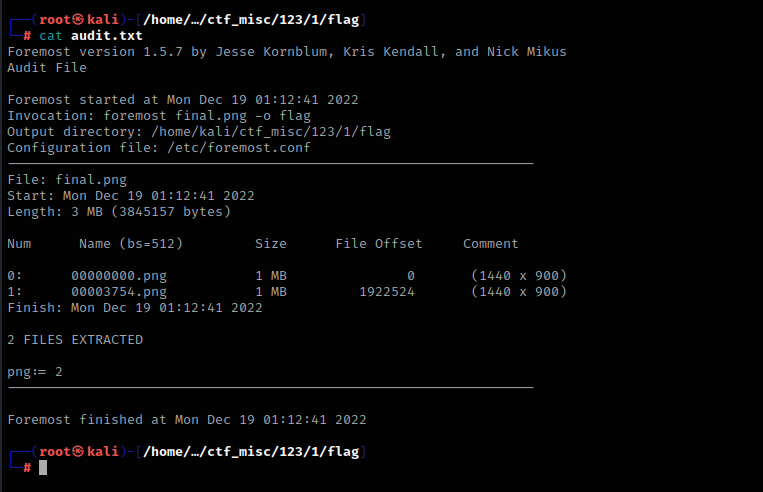 ┌──(root㉿kali)-[/home/…/ctf_misc/123/1/flag]
└─# cat audit.txt
Foremost version 1.5.7 by Jesse Kornblum, Kris Kendall, and Nick Mikus
Audit File
Foremost started at Mon Dec 19 01:12:41 2022
Invocation: foremost final.png -o flag
Output directory: /home/kali/ctf_misc/123/1/flag
Configuration file: /etc/foremost.conf
------------------------------------------------------------------
File: final.png
Start: Mon Dec 19 01:12:41 2022
Length: 3 MB (3845157 bytes)
Num      Name (bs=512)         Size      File Offset     Comment
0:      00000000.png           1 MB               0       (1440 x 900)
1:      00003754.png           1 MB         1922524       (1440 x 900)
Finish: Mon Dec 19 01:12:41 2022
2 FILES EXTRACTED
png:= 2
------------------------------------------------------------------
Foremost finished at Mon Dec 19 01:12:41 2022
┌──(root㉿kali)-[/home/…/ctf_misc/123/1/flag]
└─#